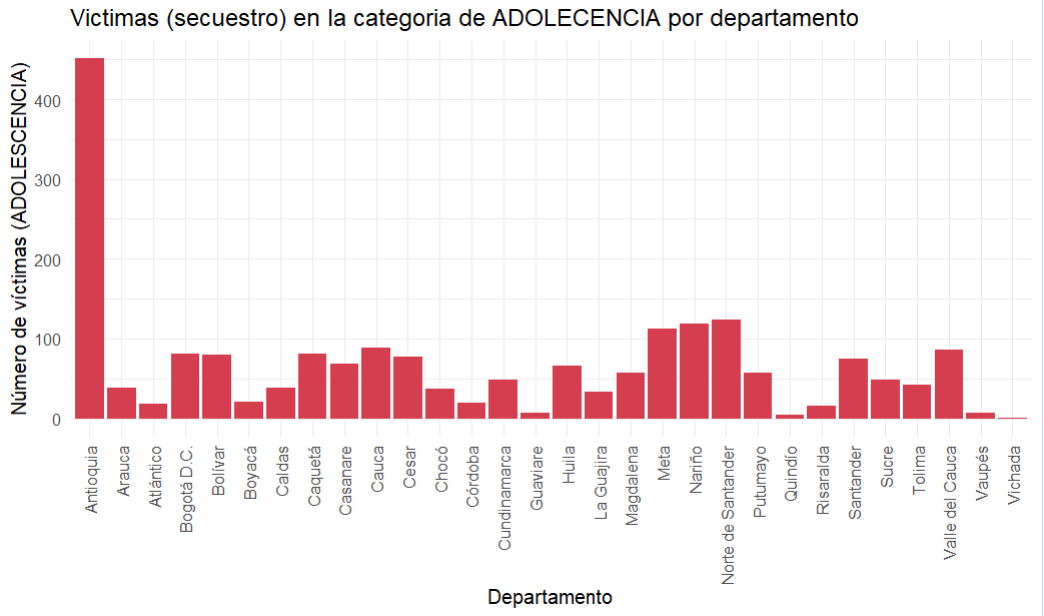 Victimas (secuestro) en la categoria de ADOLECENCIA por departamento
Número de víctimas (ADOLESCENCIA)
400
300
200
100
0
Antioquia
Arauca
Atlántico
Bogotá D.C.
Bolívar
Boyacá
Caldas
Caquetá
Casanare
Cauca
Cesar
Chocó
Córdoba
Cundinamarca
Guaviare
Huila
La Guajira
Magdalena
Meta
Nariño
Norte de Santander
Putumayo
Quindío
Risaralda
Santander
Sucre
Tolima
Valle del Cauca
Vaupés
Vichada
Departamento